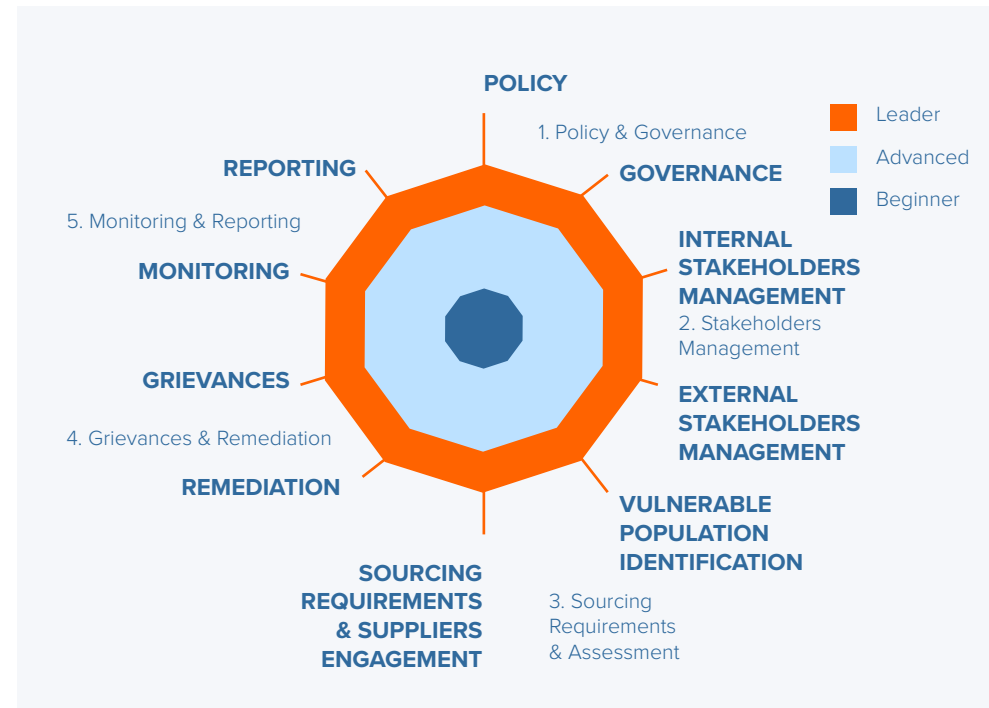 POLICY
1. Policy & Governance
GOVERNANCE
INTERNAL
STAKEHOLDERS
MANAGEMENT
2. Stakeholders
Management
EXTERNAL
STAKEHOLDERS
MANAGEMENT
VULNERABLE
POPULATION
IDENTIFICATION
3. Sourcing
Requirements
& Assessment
SOURCING
REQUIREMENTS
& SUPPLIERS
ENGAGEMENT
REMEDIATION
4. Grievances & Remediation
GRIEVANCES
MONITORING
5. Monitoring & Reporting
REPORTING
Leader
Advanced
Beginner